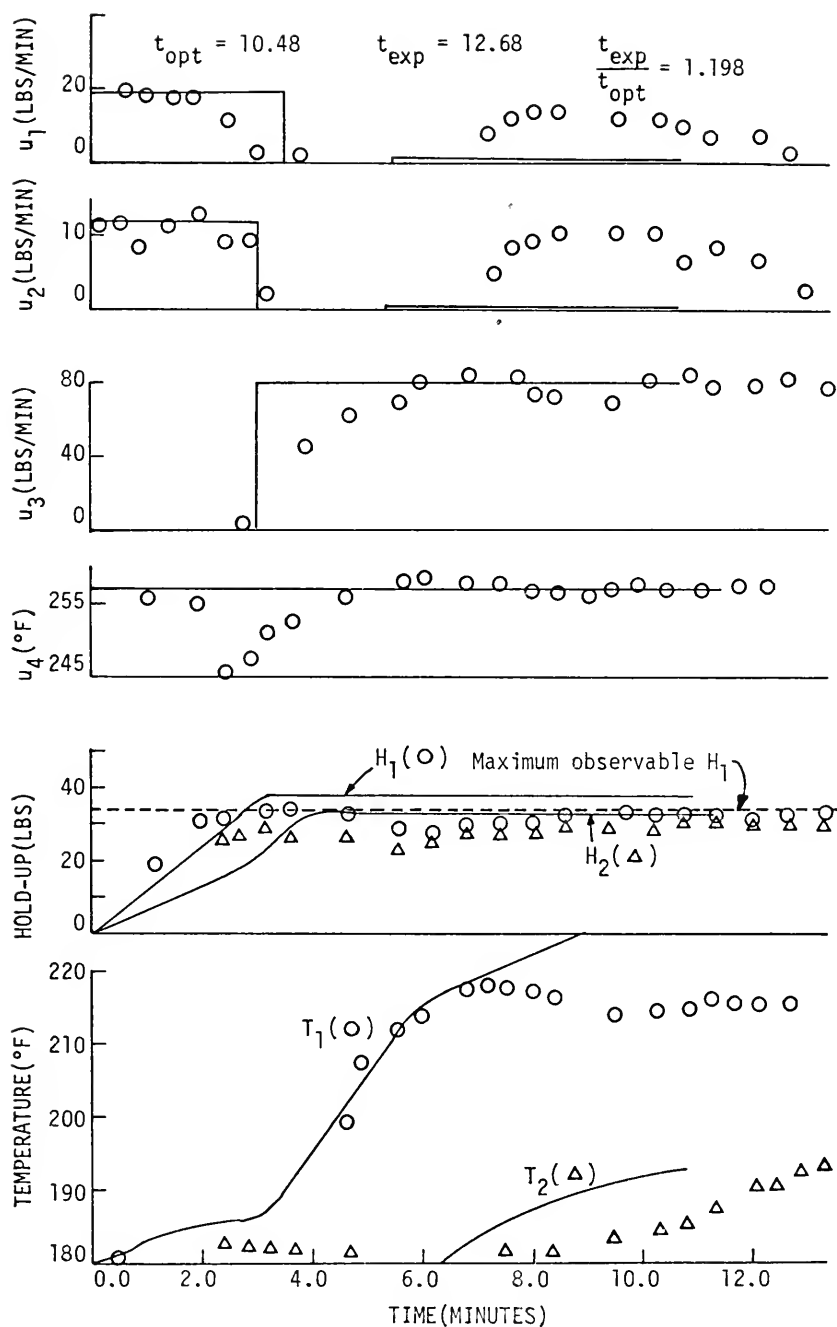 t_opt = 10.48 t_exp = 12.68 t_exp/t_opt = 1.198
u_1(LBS/MIN)
20
0
u_2(LBS/MIN)
10
0
u_3(LBS/MIN)
80
40
0
u_4(°F)
255
245
HOLD-UP(LBS)
H_1(○) Maximum observable H_1
40
20
0
H_2(△)
TEMPERATURE(°F)
220
210
200
190
180
T_1(○)
T_2(△)
0.0 2.0 4.0 6.0 8.0 10.0 12.0
TIME(MINUTES)